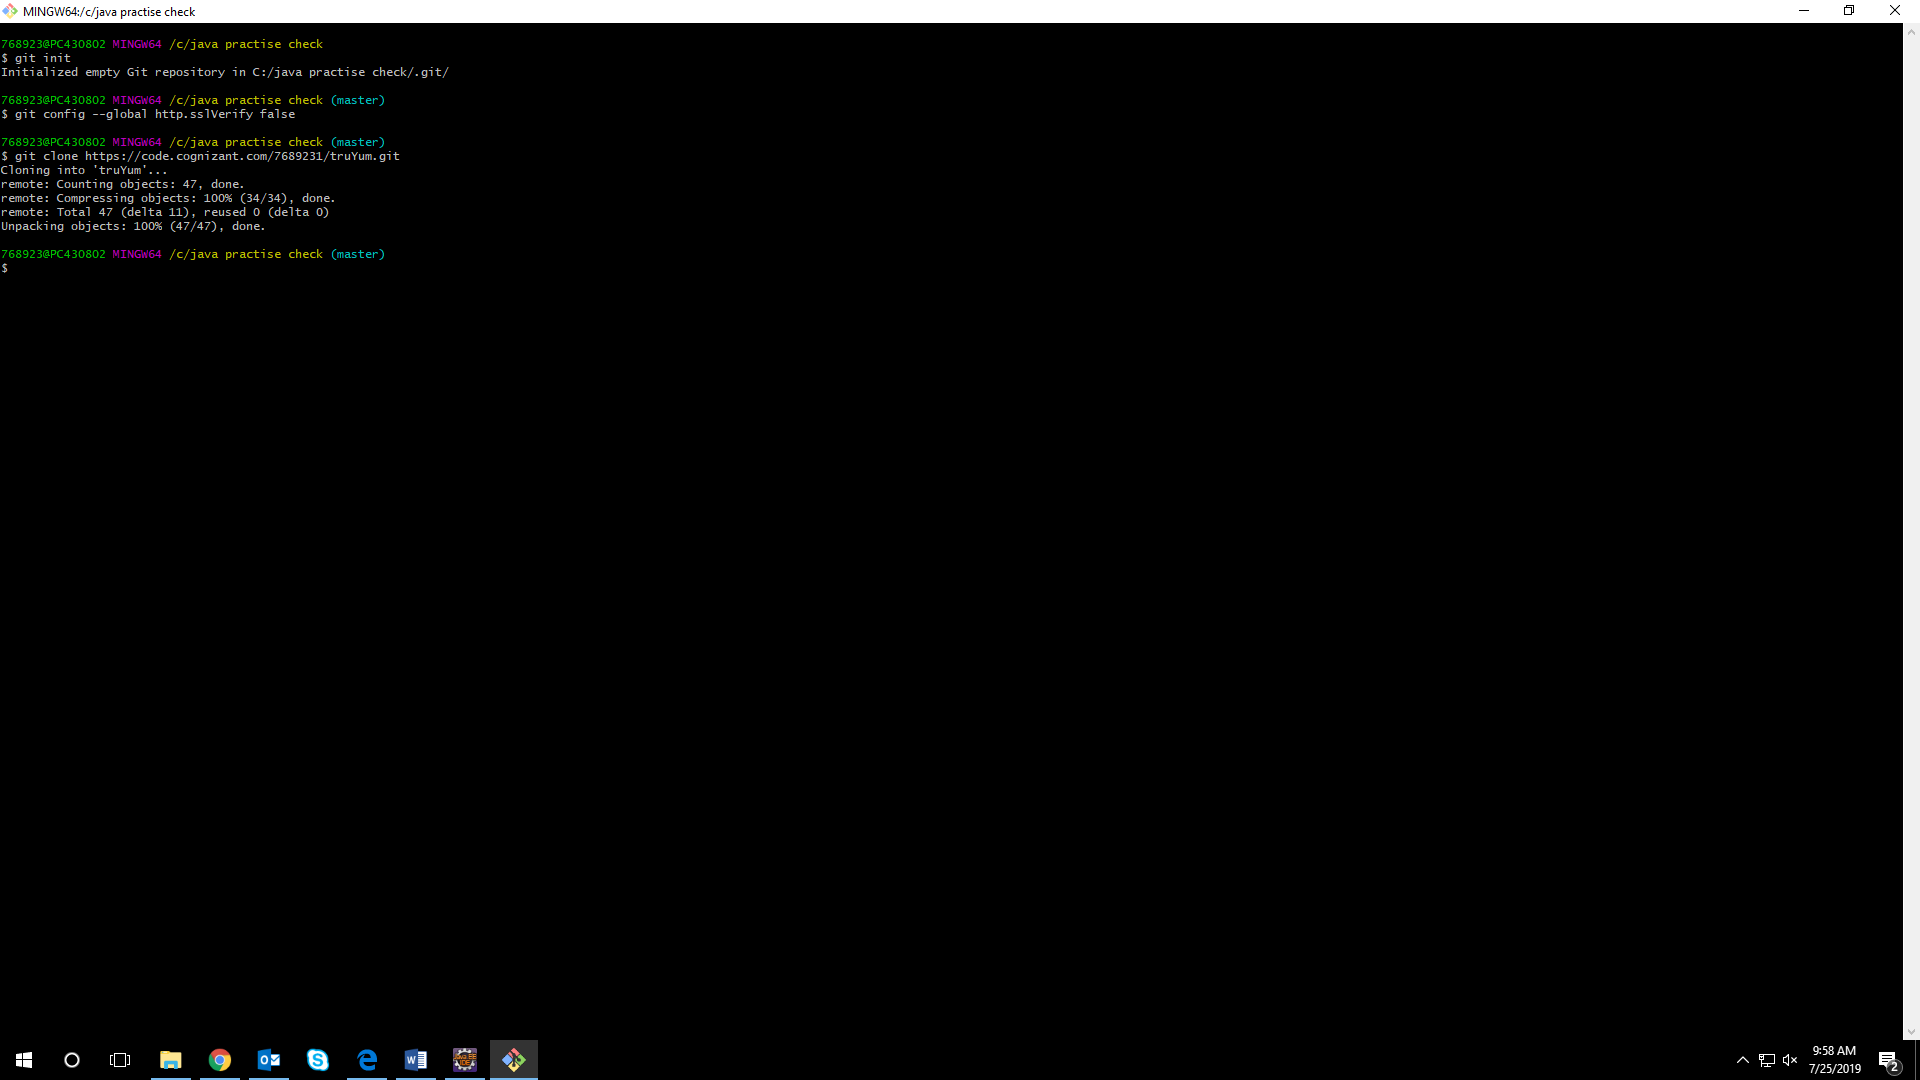 MINGW64:/c/java practise check
768923@PC430802 MINGW64 /c/java practise check
$ git init
Initialized empty Git repository in C:/java practise check/.git/
768923@PC430802 MINGW64 /c/java practise check (master)
$ git config --global http.sslVerify false
768923@PC430802 MINGW64 /c/java practise check (master)
$ git clone https://code.cognizant.com/7689231/truYum.git
Cloning into 'truYum'...
remote: Counting objects: 47, done.
remote: Compressing objects: 100% (34/34), done.
remote: Total 47 (delta 11), reused 0 (delta 0)
Unpacking objects: 100% (47/47), done.
768923@PC430802 MINGW64 /c/java practise check (master)
$
9:58 AM
7/25/2019
2